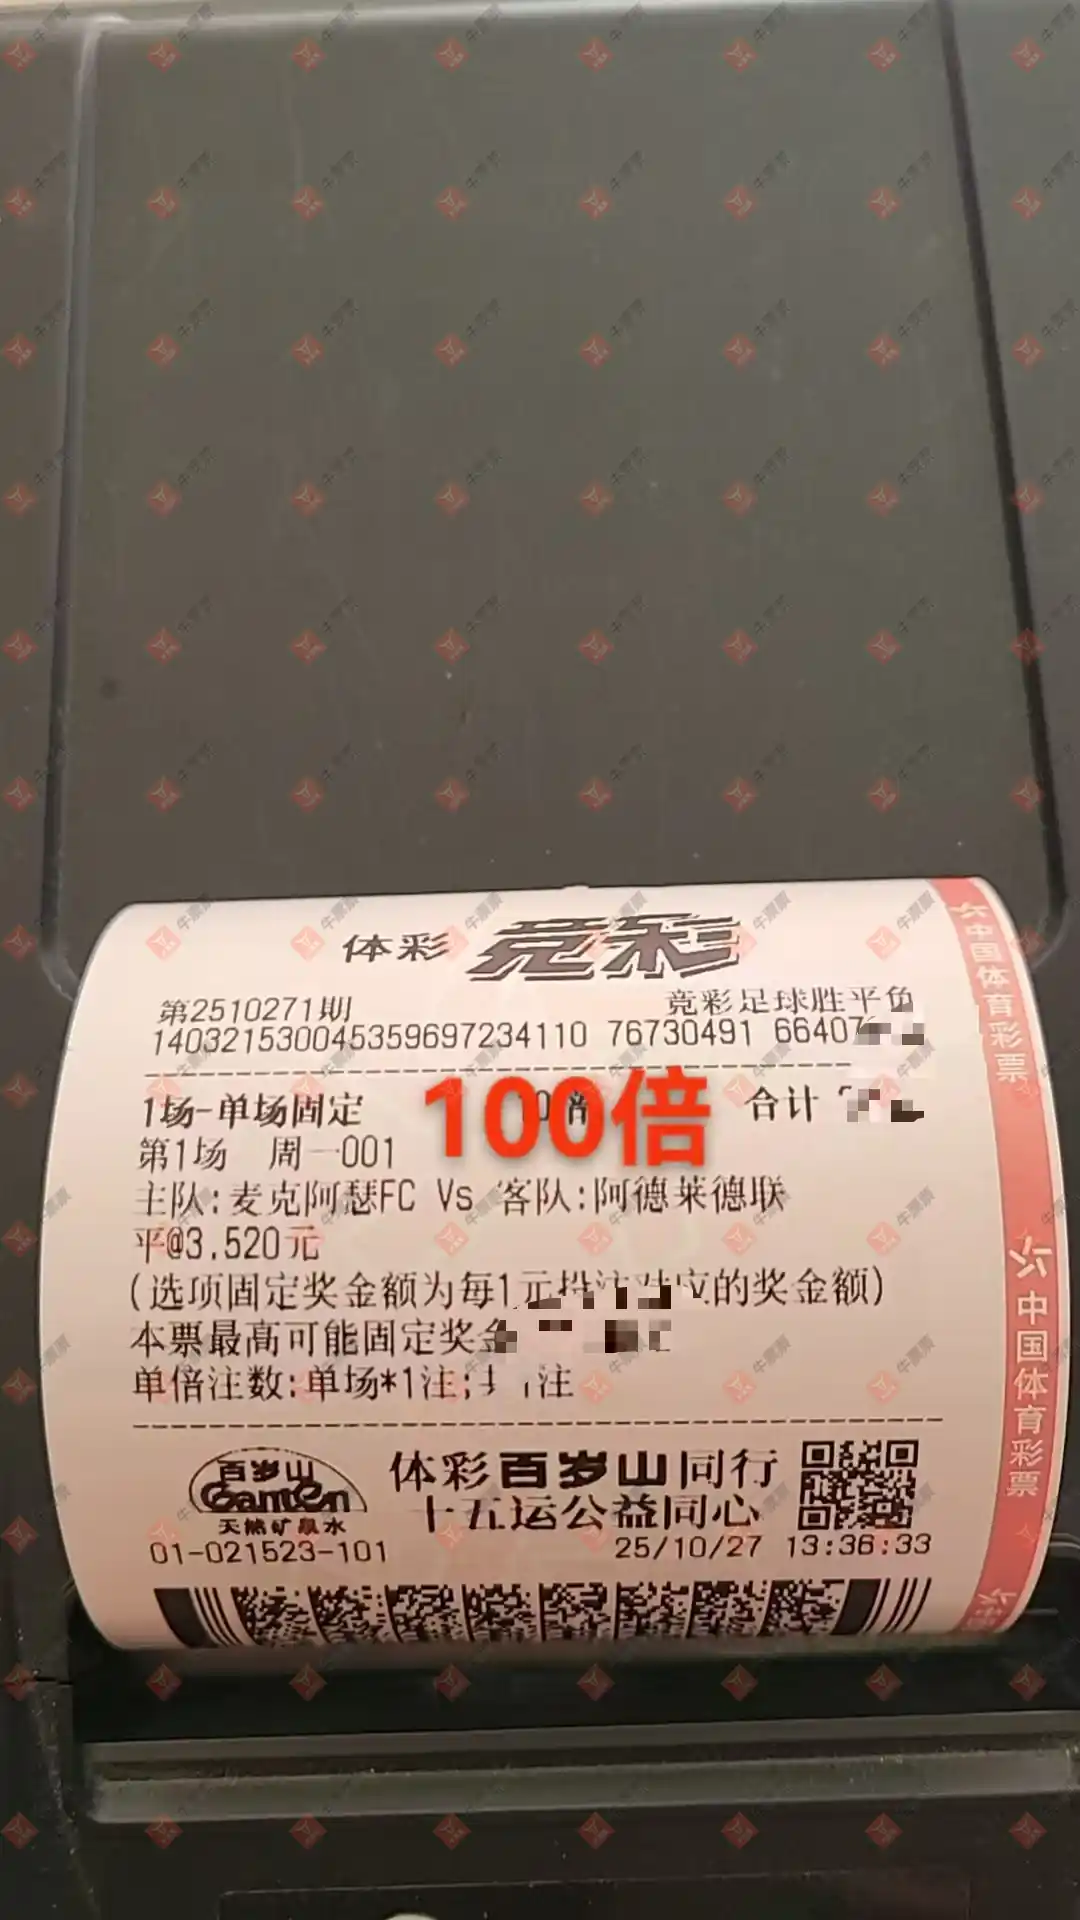 体彩 竞彩
第2510271期 竞彩足球胜平负
140321530045359697234110 76730491 66407
1场-单场固定 100倍 合计
第1场 周一001
主队:麦克阿瑟FC Vs 客队:阿德莱德联
平@3.520元
(选项固定奖金额为每1元投注对应的奖金额)
本票最高可能固定奖金
单倍注数:单场*1注; 注
百岁山
Ganten
天然矿泉水
体彩百岁山同行
十五运公益同心
01-021523-101 25/10/27 13:36:33
中国体育彩票
中国体育彩票
牛票票